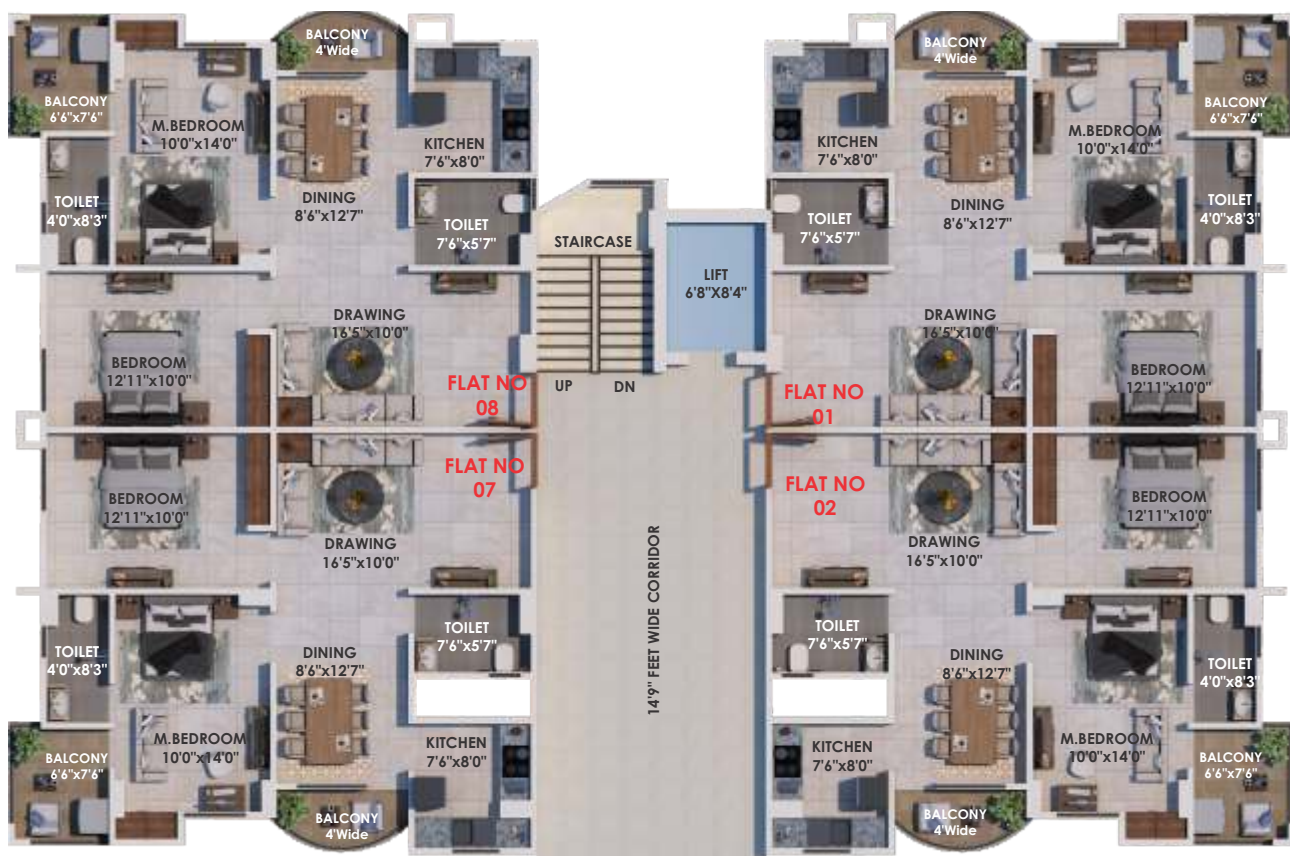 BALCONY
4'Wide
BALCONY
4'Wide
BALCONY
6'6"x7'6"
M.BEDROOM
10'0"x14'0"
KITCHEN
7'6"x8'0"
KITCHEN
7'6"x8'0"
M.BEDROOM
10'0"x14'0"
BALCONY
6'6"x7'6"
TOILET
4'0"x8'3"
DINING
8'6"x12'7"
TOILET
7'6"x5'7"
STAIRCASE
TOILET
7'6"x5'7"
DINING
8'6"x12'7"
TOILET
4'0"x8'3"
LIFT
6'8"X8'4"
BEDROOM
12'11"x10'0"
DRAWING
16'5"x10'0"
FLAT NO
08
UP
DN
FLAT NO
01
DRAWING
16'5"x10'0"
BEDROOM
12'11"x10'0"
BEDROOM
12'11"x10'0"
DRAWING
16'5"x10'0"
FLAT NO
07
14'9" FEET WIDE CORRIDOR
FLAT NO
02
DRAWING
16'5"x10'0"
BEDROOM
12'11"x10'0"
TOILET
4'0"x8'3"
DINING
8'6"x12'7"
TOILET
7'6"x5'7"
TOILET
7'6"x5'7"
DINING
8'6"x12'7"
TOILET
4'0"x8'3"
BALCONY
6'6"x7'6"
M.BEDROOM
10'0"x14'0"
KITCHEN
7'6"x8'0"
KITCHEN
7'6"x8'0"
M.BEDROOM
10'0"x14'0"
BALCONY
6'6"x7'6"
BALCONY
4'Wide
BALCONY
4'Wide